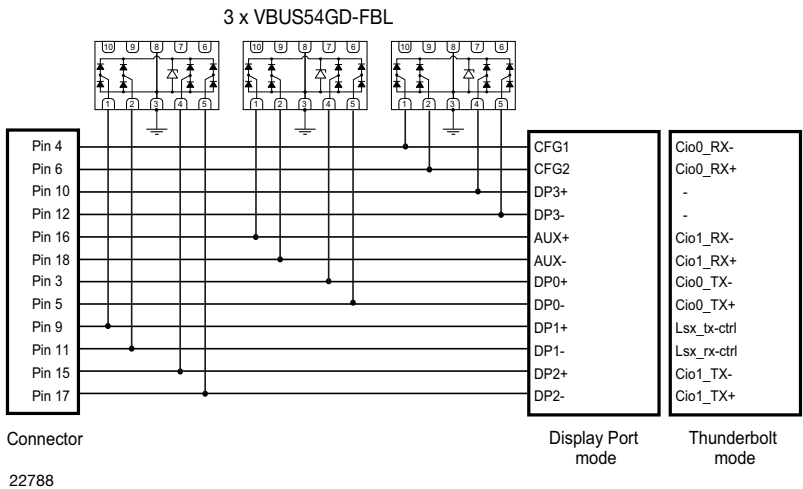 3 x VBUS54GD-FBL
10 9 8 7 6 10 9 8 7 6 10 9 8 7 6
1 2 3 4 5 1 2 3 4 5 1 2 3 4 5
Pin 4 CFG1 Cio0_RX-
Pin 6 CFG2 Cio0_RX+
Pin 10 DP3+ -
Pin 12 DP3- -
Pin 16 AUX+ Cio1_RX-
Pin 18 AUX- Cio1_RX+
Pin 3 DP0+ Cio0_TX-
Pin 5 DP0- Cio0_TX+
Pin 9 DP1+ Lsx_tx-ctrl
Pin 11 DP1- Lsx_rx-ctrl
Pin 15 DP2+ Cio1_TX-
Pin 17 DP2- Cio1_TX+
Connector
Display Port
mode
Thunderbolt
mode
22788